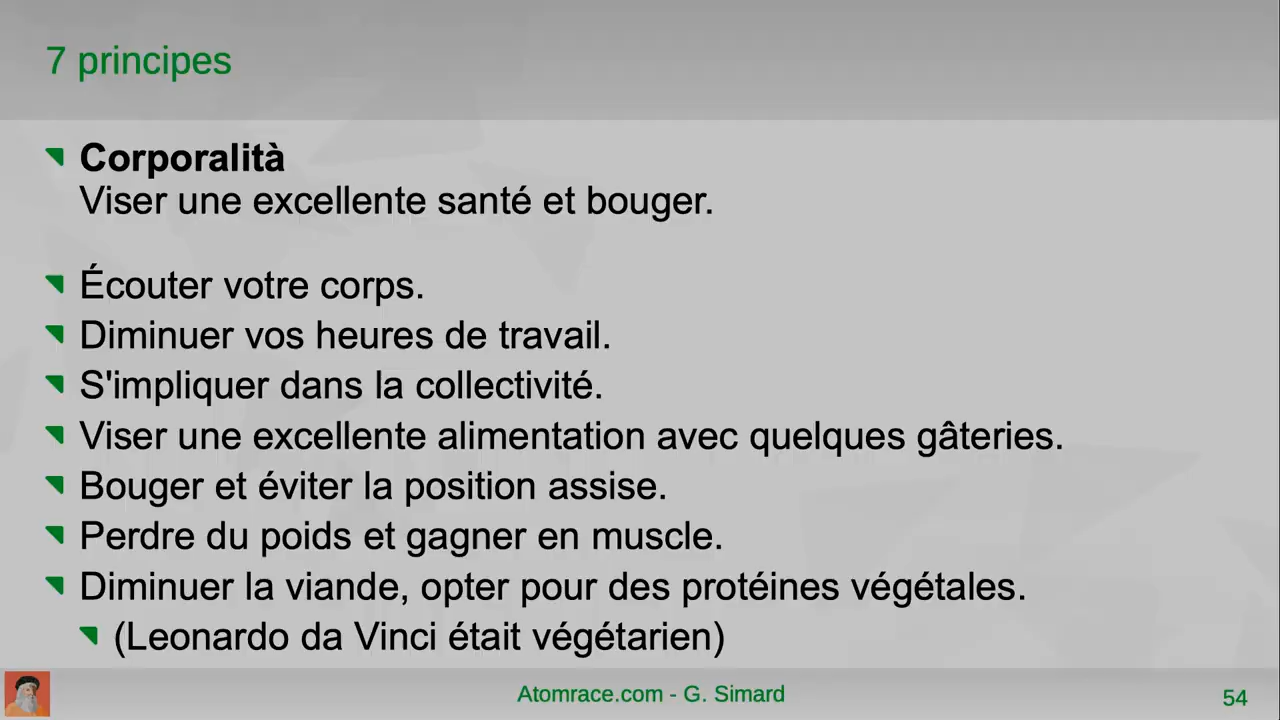 7 principes
Corporalità
Viser une excellente santé et bouger.
Écouter votre corps.
Diminuer vos heures de travail.
S'impliquer dans la collectivité.
Viser une excellente alimentation avec quelques gâteries.
Bouger et éviter la position assise.
Perdre du poids et gagner en muscle.
Diminuer la viande, opter pour des protéines végétales.
(Leonardo da Vinci était végétarien)
Atomrace.com - G. Simard
54